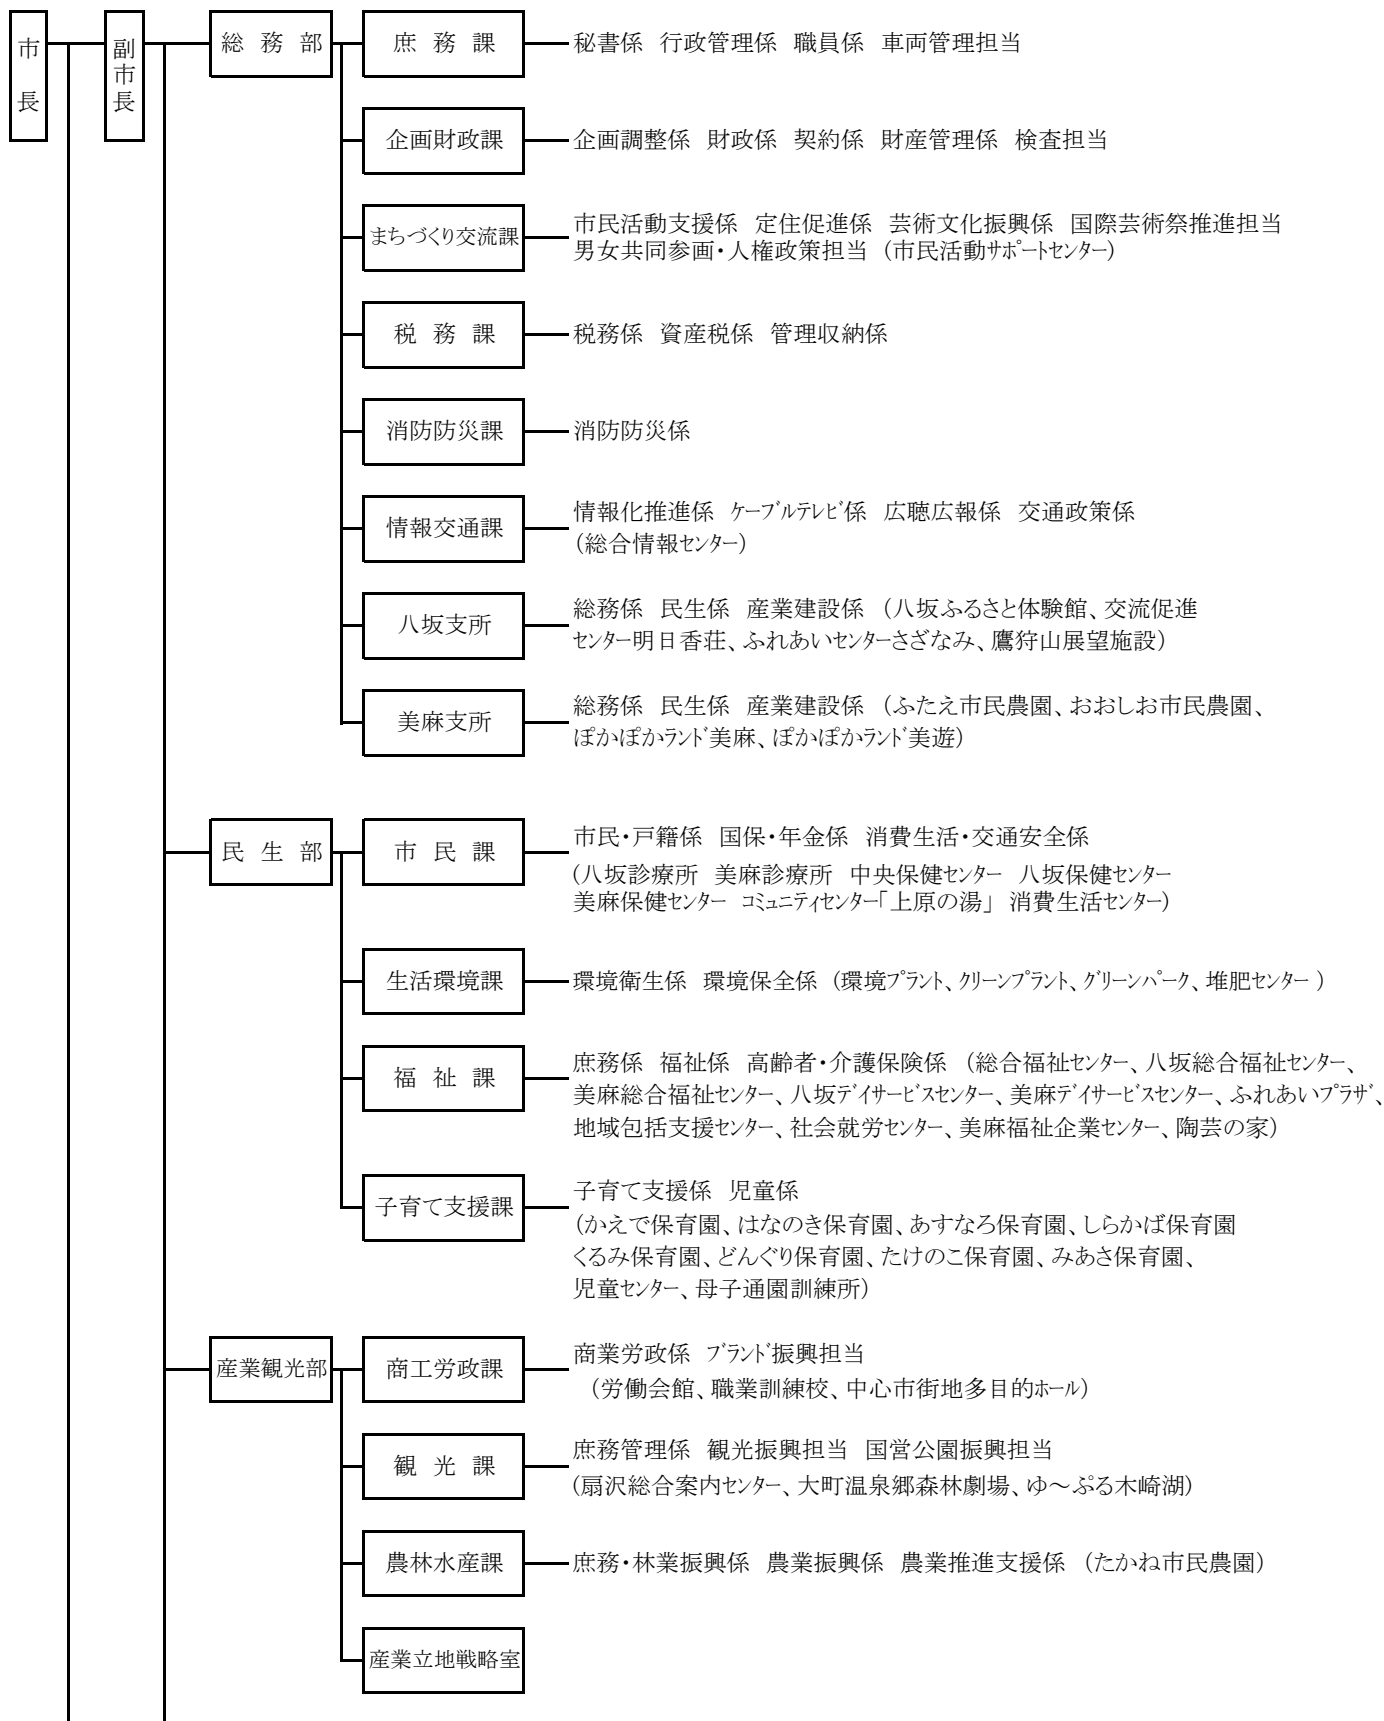 市長
副市長
総務部
庶務課
秘書係 行政管理係 職員係 車両管理担当
企画財政課
企画調整係 財政係 契約係 財産管理係 検査担当
まちづくり交流課
市民活動支援係 定住促進係 芸術文化振興係 国際芸術祭推進担当
男女共同参画・人権政策担当 (市民活動ｻﾎﾟｰﾄｾﾝﾀｰ)
税務課
税務係 資産税係 管理収納係
消防防災課
消防防災係
情報交通課
情報化推進係 ｹｰﾌﾞﾙﾃﾚﾋﾞ係 広聴広報係 交通政策係
(総合情報ｾﾝﾀｰ)
八坂支所
総務係 民生係 産業建設係 (八坂ふるさと体験館、交流促進
ｾﾝﾀｰ明日香荘、ふれあいｾﾝﾀｰさざなみ、鷹狩山展望施設)
美麻支所
総務係 民生係 産業建設係 (ふたえ市民農園、おおしお市民農園、
ぽかぽかﾗﾝﾄﾞ美麻、ぽかぽかﾗﾝﾄﾞ美遊)
民生部
市民課
市民・戸籍係 国保・年金係 消費生活・交通安全係
(八坂診療所 美麻診療所 中央保健ｾﾝﾀｰ 八坂保健ｾﾝﾀｰ
美麻保健ｾﾝﾀｰ ｺﾐｭﾆﾃｨｾﾝﾀｰ「上原の湯」 消費生活ｾﾝﾀｰ)
生活環境課
環境衛生係 環境保全係 (環境ﾌﾟﾗﾝﾄ、ｸﾘｰﾝﾌﾟﾗﾝﾄ、ｸﾞﾘｰﾝﾊﾟｰｸ、堆肥ｾﾝﾀｰ )
福祉課
庶務係 福祉係 高齢者・介護保険係 (総合福祉ｾﾝﾀｰ、八坂総合福祉ｾﾝﾀｰ、
美麻総合福祉ｾﾝﾀｰ、八坂ﾃﾞｲｻｰﾋﾞｽｾﾝﾀｰ、美麻ﾃﾞｲｻｰﾋﾞｽｾﾝﾀｰ、ふれあいﾌﾟﾗｻﾞ、
地域包括支援ｾﾝﾀｰ、社会就労ｾﾝﾀｰ、美麻福祉企業ｾﾝﾀｰ、陶芸の家)
子育て支援課
子育て支援係 児童係
(かえで保育園、はなのき保育園、あすなろ保育園、しらかば保育園
くるみ保育園、どんぐり保育園、たけのこ保育園、みあさ保育園、
児童ｾﾝﾀｰ、母子通園訓練所)
産業観光部
商工労政課
商業労政係 ﾌﾞﾗﾝﾄﾞ振興担当
(労働会館、職業訓練校、中心市街地多目的ﾎｰﾙ)
観光課
庶務管理係 観光振興担当 国営公園振興担当
(扇沢総合案内ｾﾝﾀｰ、大町温泉郷森林劇場、ゆ～ぷる木崎湖)
農林水産課
庶務・林業振興係 農業振興係 農業推進支援係 (たかね市民農園)
産業立地戦略室